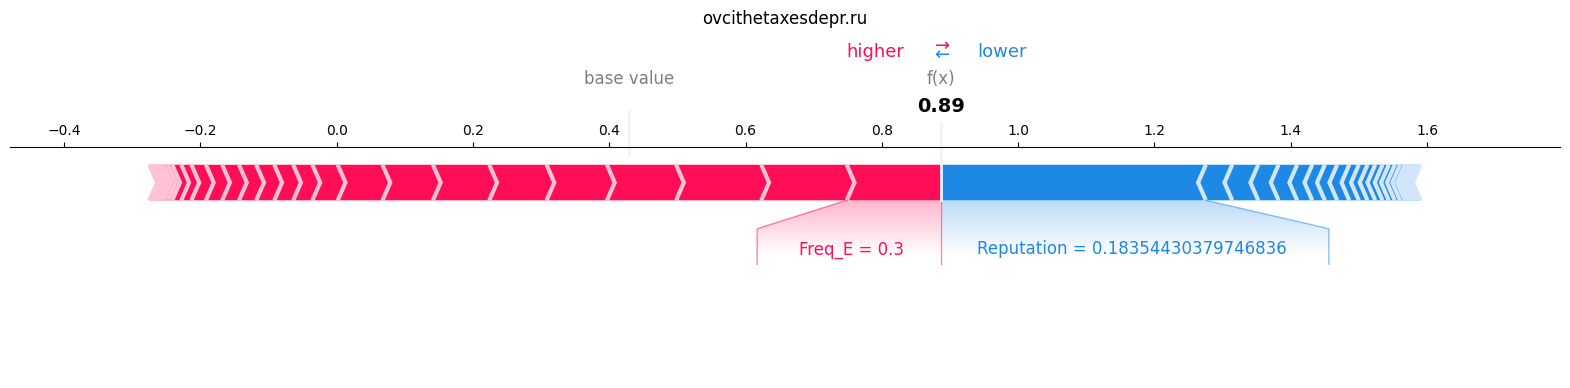 ovcithetaxesdepr.ru
higher ⇄ lower
base value f(x)
0.89
−0.4 −0.2 0.0 0.2 0.4 0.6 0.8 1.0 1.2 1.4 1.6
Freq_E = 0.3 Reputation = 0.18354430379746836